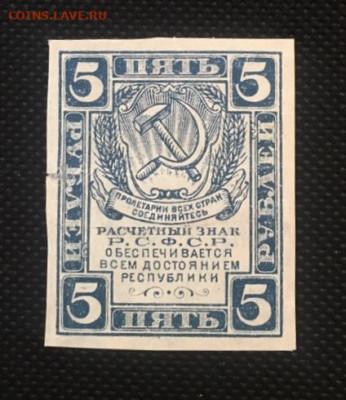 COINS.LAVE.RU
5 ПЯТЬ 5
РУБЛЕЙ
РУБЛЕЙ
ПРОЛЕТАРИИ ВСЕХ СТРАН
СОЕДИНЯЙТЕСЬ
РАСЧЕТНЫЙ ЗНАК
Р.С.Ф.С.Р.
ОБЕСПЕЧИВАЕТСЯ
ВСЕМ ДОСТОЯНИЕМ
РЕСПУБЛИКИ
5 ПЯТЬ 5